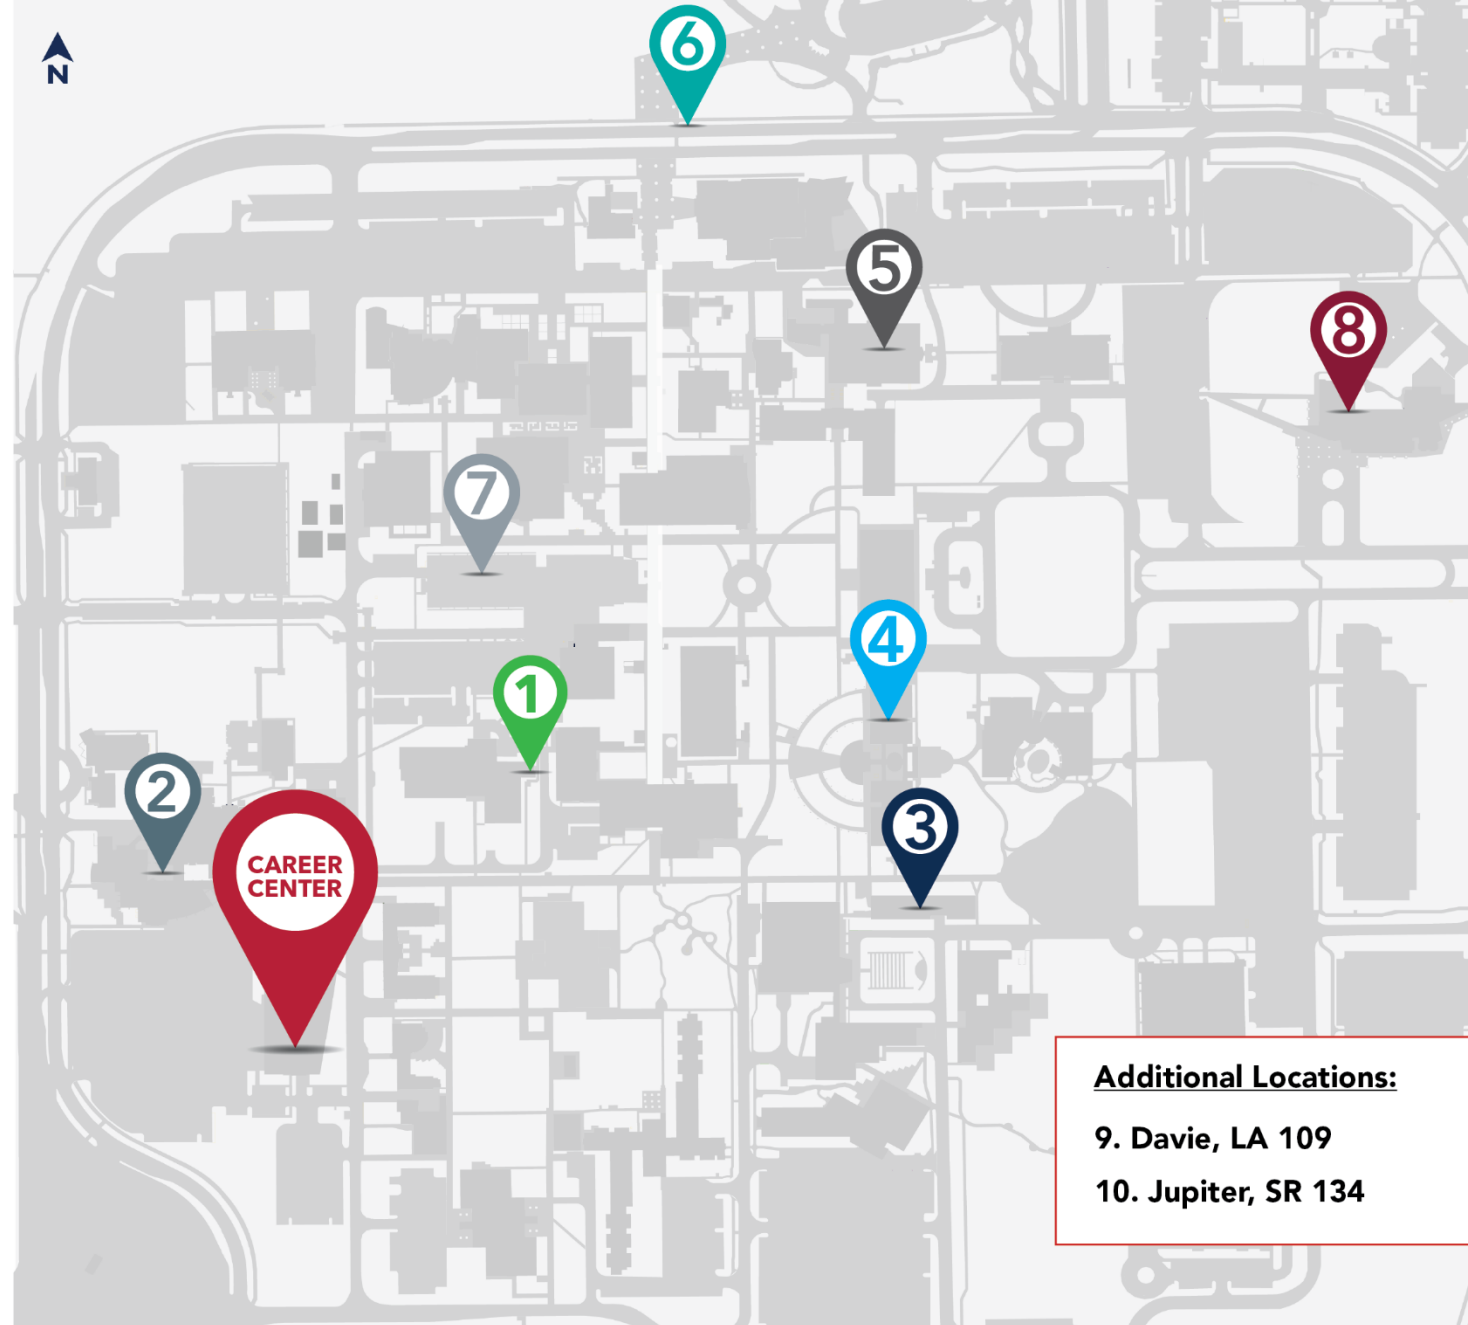 6
N
5
8
7
4
1
2
3
CAREER
CENTER
Additional Locations:
9. Davie, LA 109
10. Jupiter, SR 134